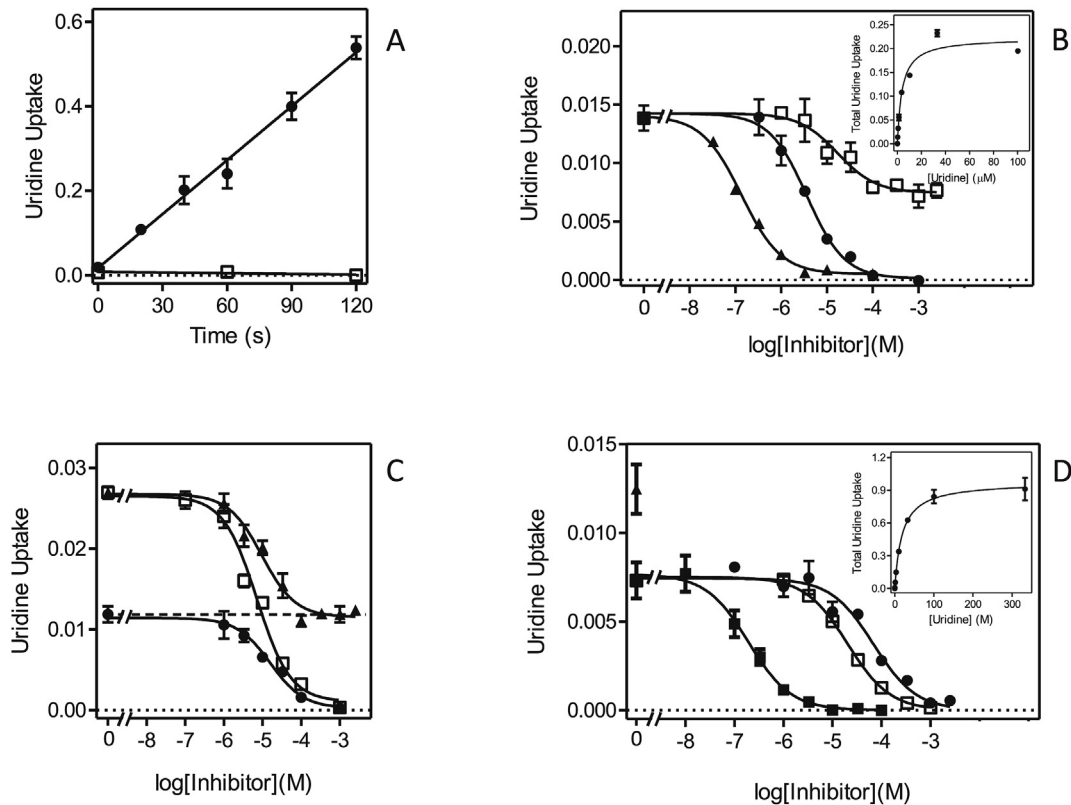 A
0.6
0.4
0.2
0.0
Uridine Uptake
0 30 60 90 120
Time (s)
B
0.020
0.015
0.010
0.005
0.000
Uridine Uptake
0 -8 -7 -6 -5 -4 -3
log[Inhibitor](M)
0.25
0.20
0.15
0.10
0.05
0.00
Total Uridine Uptake
0 20 40 60 80 100
[Uridine] (μM)
C
0.03
0.02
0.01
0.00
Uridine Uptake
0 -8 -7 -6 -5 -4 -3
log[Inhibitor](M)
D
0.015
0.010
0.005
0.000
Uridine Uptake
0 -8 -7 -6 -5 -4 -3
log[Inhibitor](M)
1.2
0.9
0.6
0.3
0.0
Total Uridine Uptake
0 100 200 300
[Uridine] (M)